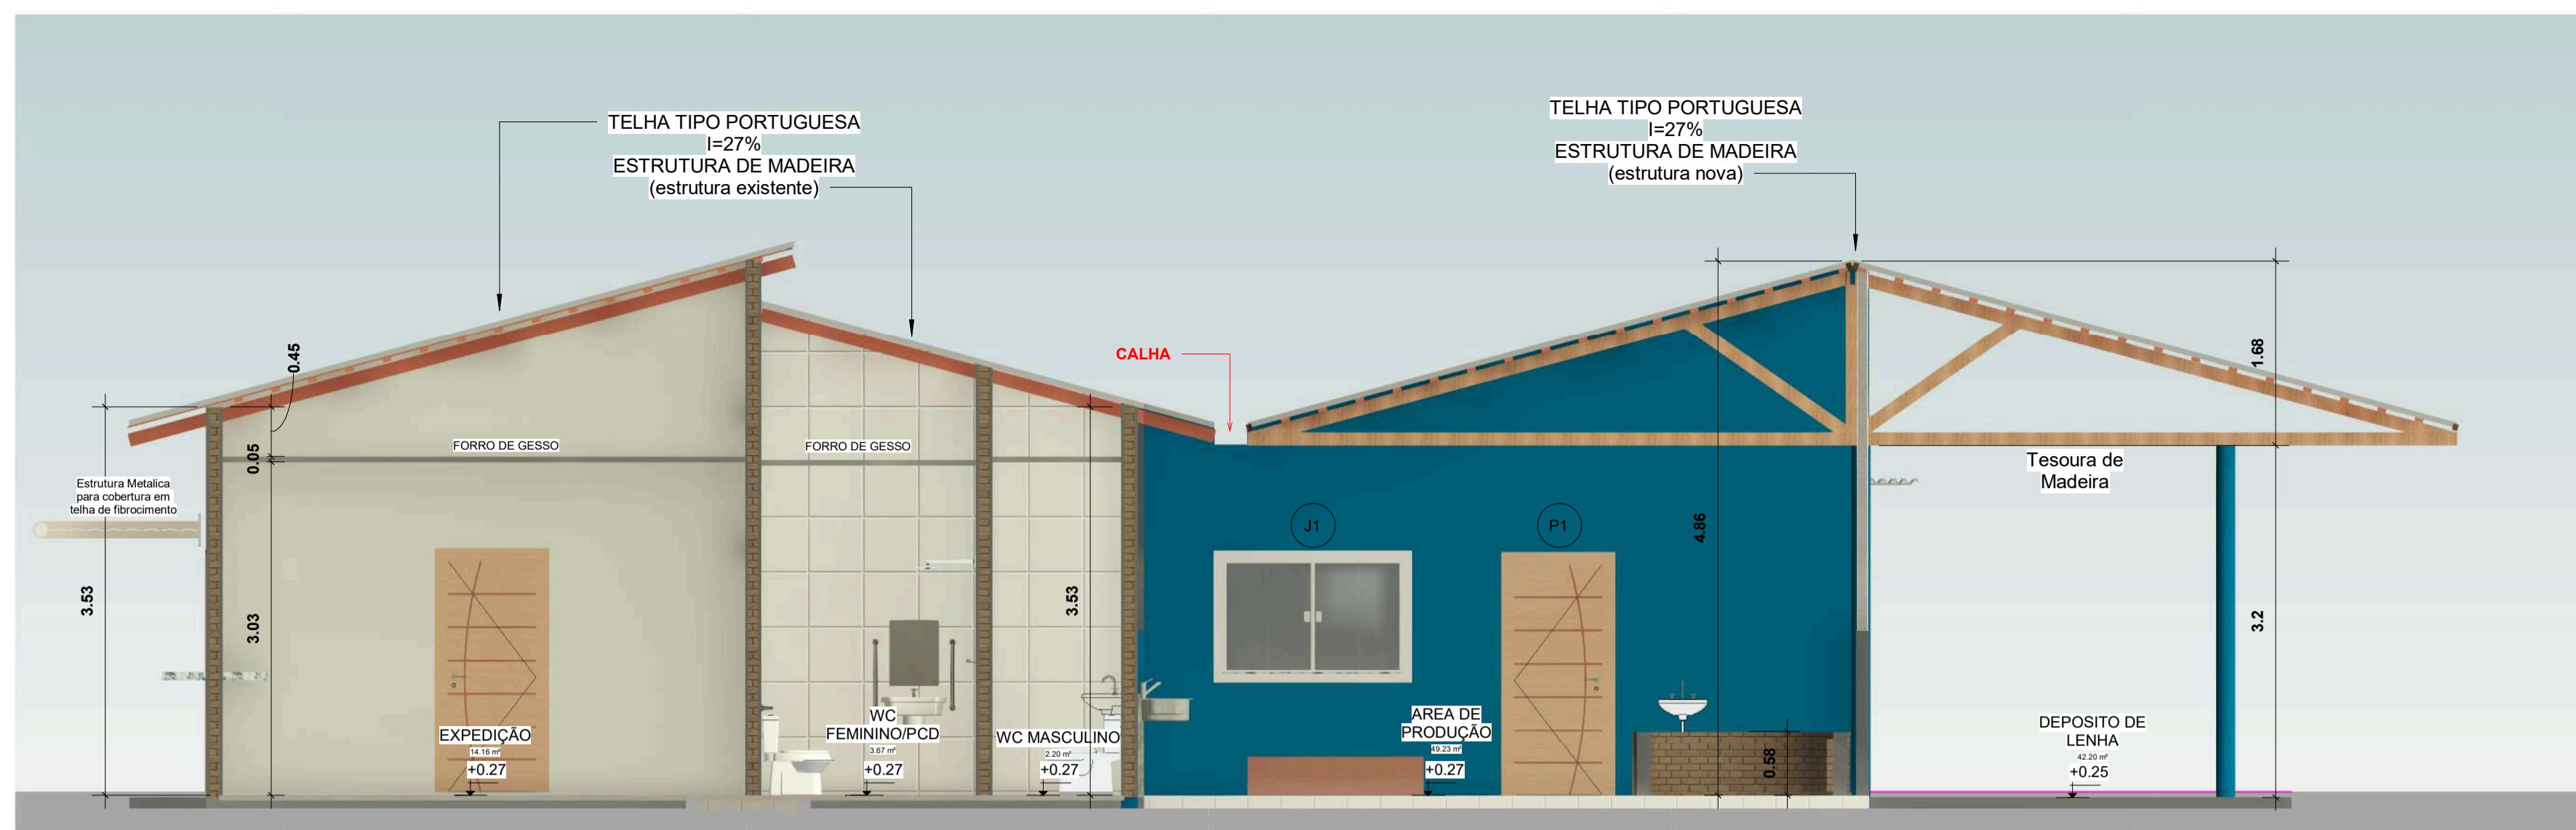 TELHA TIPO PORTUGUESA
I=27%
ESTRUTURA DE MADEIRA
(estrutura existente)
TELHA TIPO PORTUGUESA
I=27%
ESTRUTURA DE MADEIRA
(estrutura nova)
CALHA
0.45
0.05
3.03
3.53
FORRO DE GESSO
FORRO DE GESSO
Estrutura Metalica
para cobertura em
telha de fibrocimento
3.53
J1
P1
4.86
1.68
3.2
Tesoura de
Madeira
0.58
EXPEDIÇÃO
14.16 m²
+0.27
WC
FEMININO/PCD
3.67 m²
+0.27
WC MASCULINO
2.20 m²
+0.27
AREA DE
PRODUÇÃO
49.23 m²
+0.27
DEPOSITO DE
LENHA
42.20 m²
+0.25